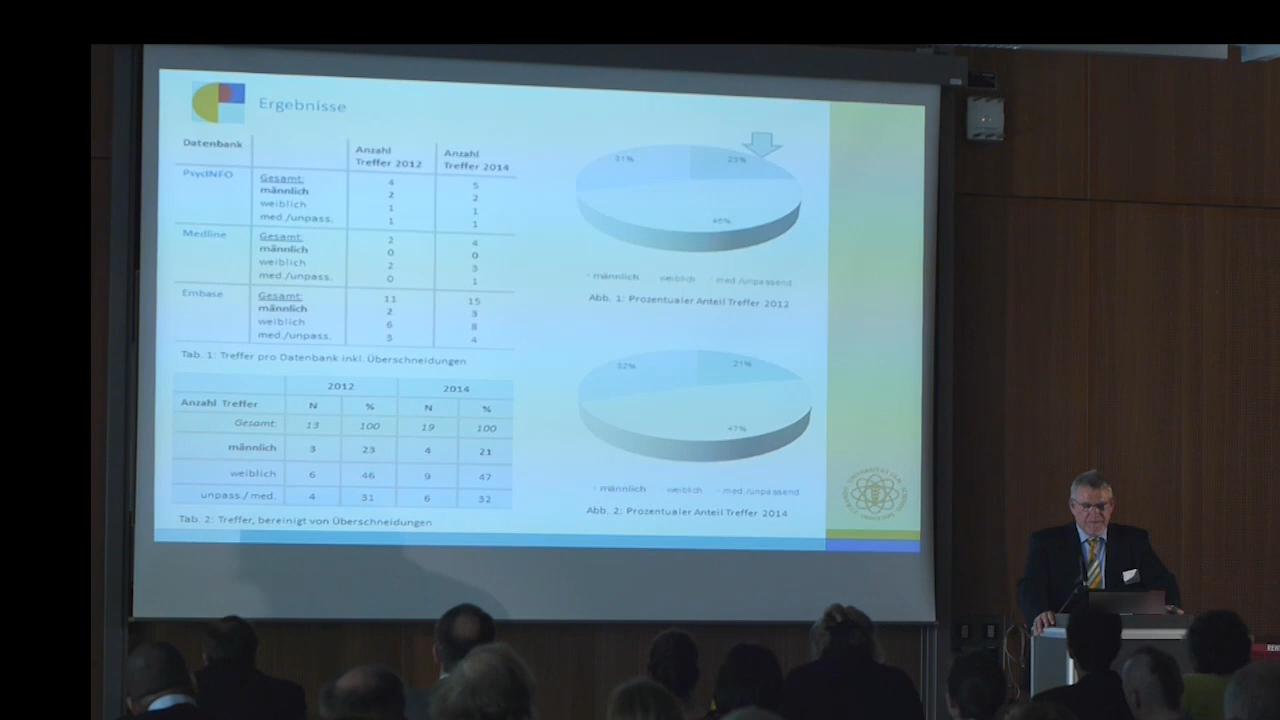 Ergebnisse
Datenbank Anzahl Treffer 2012 Anzahl Treffer 2014
PsycINFO Gesamt: 4 5
männlich 2 2
weiblich 1 1
med./unpass. 1 1
Medline Gesamt: 2 4
männlich 0 0
weiblich 2 3
med./unpass. 0 1
Embase Gesamt: 11 15
männlich 2 3
weiblich 6 8
med./unpass. 3 4
Tab. 1: Treffer pro Datenbank inkl. Überschneidungen
2012 2014
Anzahl Treffer N % N %
Gesamt: 13 100 19 100
männlich 3 23 4 21
weiblich 6 46 9 47
unpass./med. 4 31 6 32
Tab. 2: Treffer, bereinigt von Überschneidungen
31% 23%
46%
männlich weiblich med./unpassend
Abb. 1: Prozentualer Anteil Treffer 2012
32% 21%
47%
männlich weiblich med./unpassend
Abb. 2: Prozentualer Anteil Treffer 2014